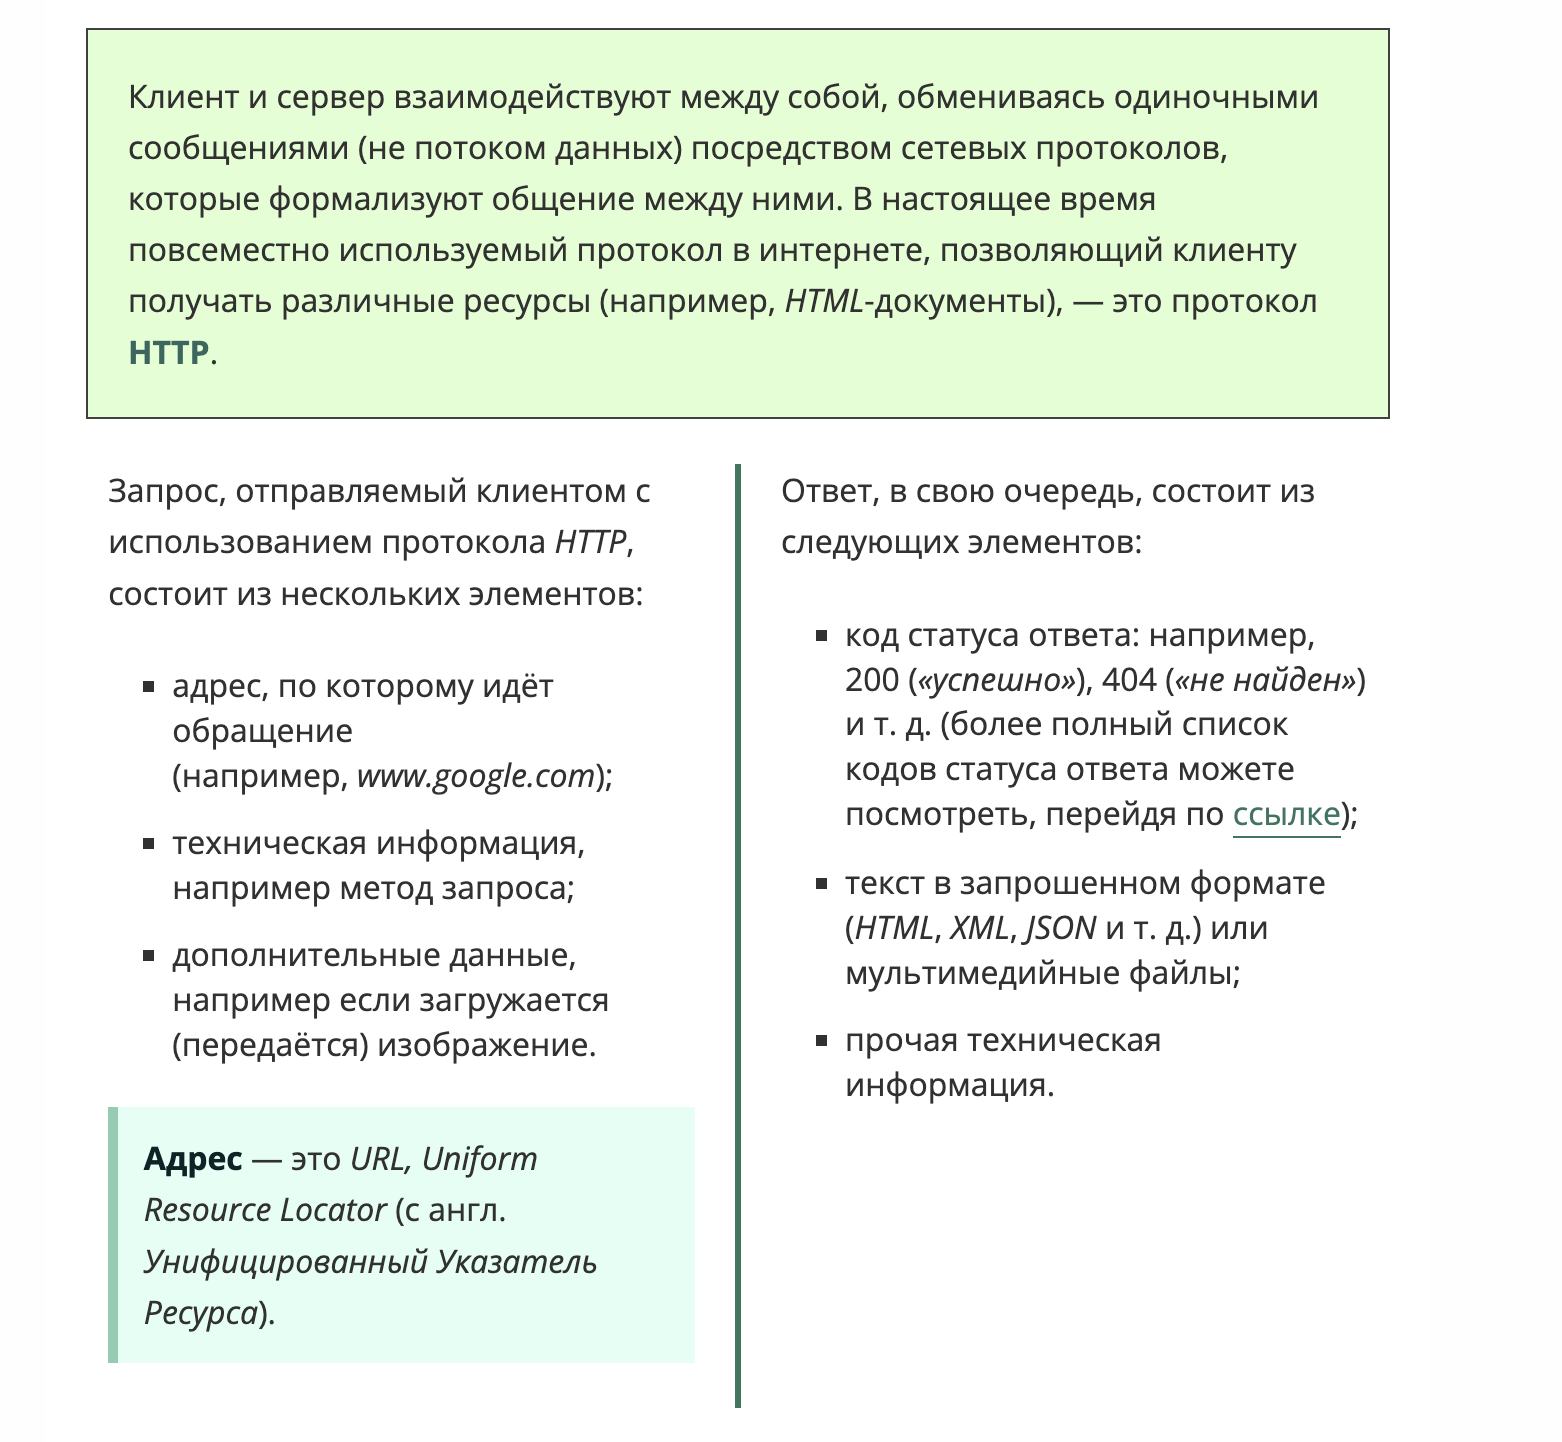 Клиент и сервер взаимодействуют между собой, обмениваясь одиночными
сообщениями (не потоком данных) посредством сетевых протоколов,
которые формализуют общение между ними. В настоящее время
повсеместно используемый протокол в интернете, позволяющий клиенту
получать различные ресурсы (например, HTML-документы), — это протокол
HTTP.
Запрос, отправляемый клиентом с
использованием протокола HTTP,
состоит из нескольких элементов:
▪ адрес, по которому идёт
обращение
(например, www.google.com);
▪ техническая информация,
например метод запроса;
▪ дополнительные данные,
например если загружается
(передаётся) изображение.
Адрес — это URL, Uniform
Resource Locator (с англ.
Унифицированный Указатель
Ресурса).
Ответ, в свою очередь, состоит из
следующих элементов:
▪ код статуса ответа: например,
200 («успешно»), 404 («не найден»)
и т. д. (более полный список
кодов статуса ответа можете
посмотреть, перейдя по ссылке);
▪ текст в запрошенном формате
(HTML, XML, JSON и т. д.) или
мультимедийные файлы;
▪ прочая техническая
информация.